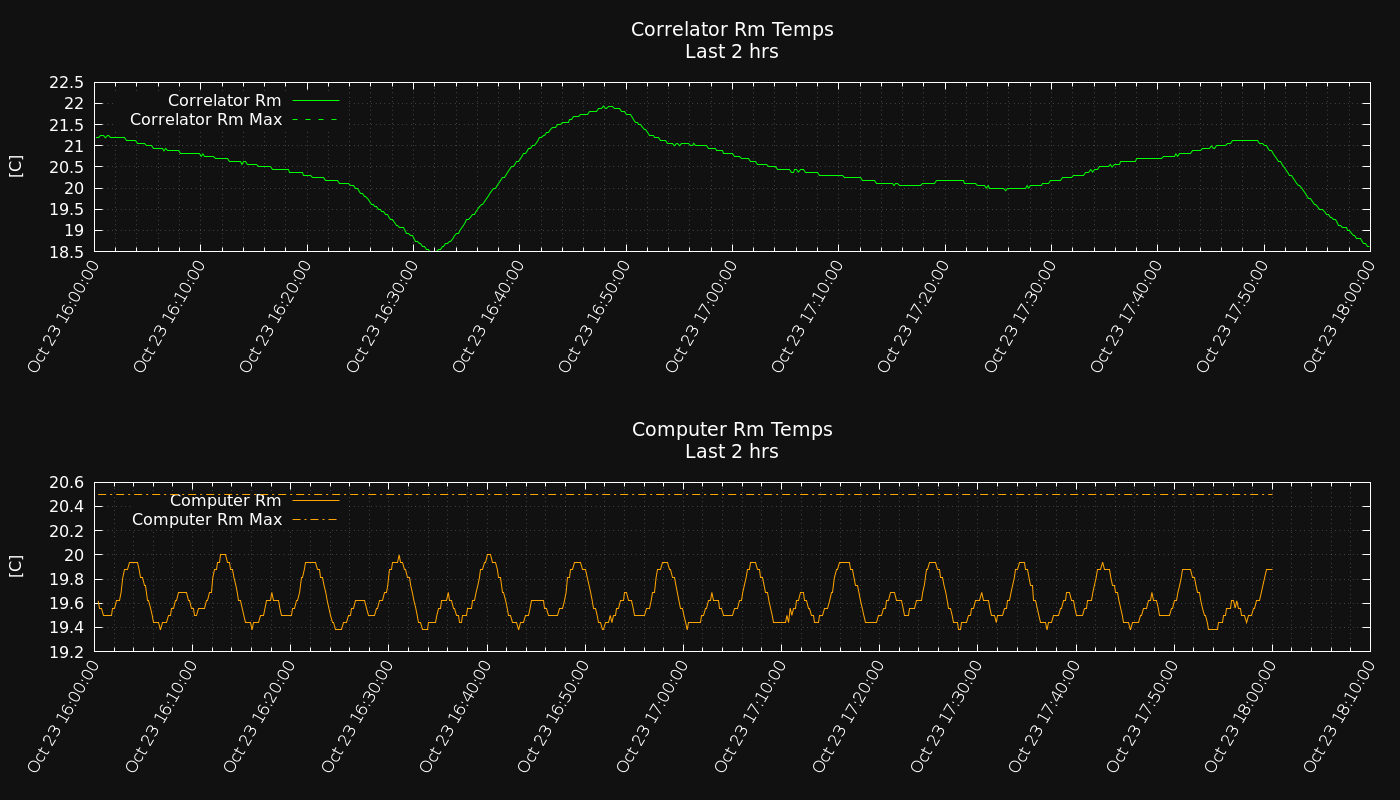 Correlator Rm Temps
Last 2 hrs
22.5
22
21.5
21
20.5
20
19.5
19
18.5
[C]
Correlator Rm
Correlator Rm Max
Oct 23 16:00:00
Oct 23 16:10:00
Oct 23 16:20:00
Oct 23 16:30:00
Oct 23 16:40:00
Oct 23 16:50:00
Oct 23 17:00:00
Oct 23 17:10:00
Oct 23 17:20:00
Oct 23 17:30:00
Oct 23 17:40:00
Oct 23 17:50:00
Oct 23 18:00:00
Computer Rm Temps
Last 2 hrs
20.6
20.4
20.2
20
19.8
19.6
19.4
19.2
[C]
Computer Rm
Computer Rm Max
Oct 23 16:00:00
Oct 23 16:10:00
Oct 23 16:20:00
Oct 23 16:30:00
Oct 23 16:40:00
Oct 23 16:50:00
Oct 23 17:00:00
Oct 23 17:10:00
Oct 23 17:20:00
Oct 23 17:30:00
Oct 23 17:40:00
Oct 23 17:50:00
Oct 23 18:00:00
Oct 23 18:10:00